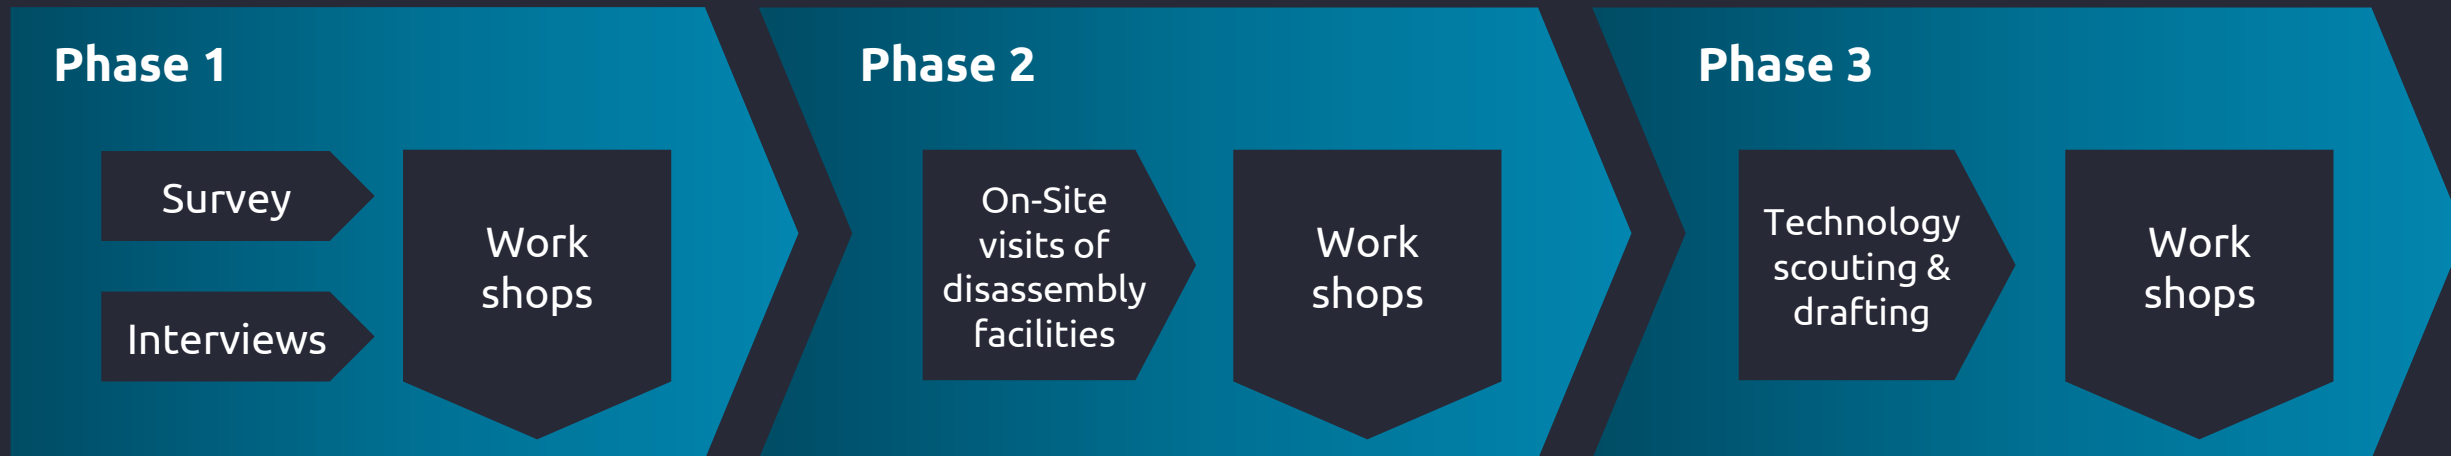 Phase 1
Survey
Interviews
Work
shops
Phase 2
On-Site
visits of
disassembly
facilities
Work
shops
Phase 3
Technology
scouting &
drafting
Work
shops